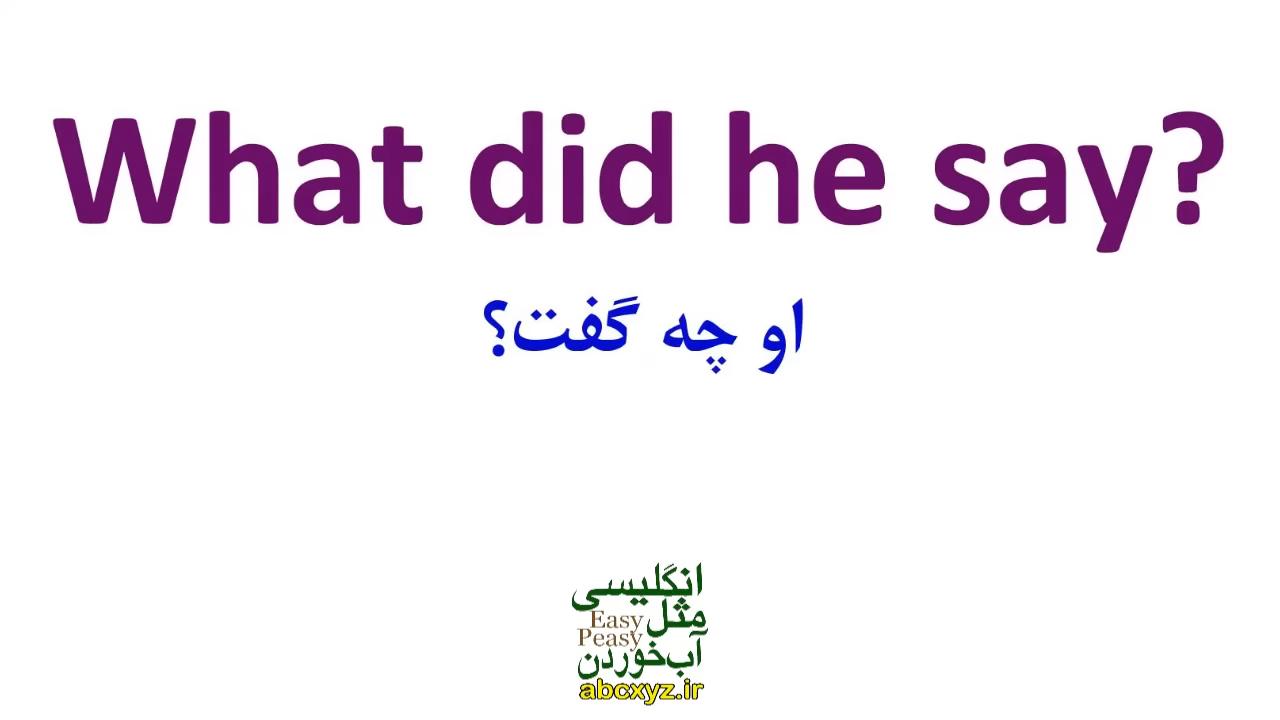 What did he say?
او چه گفت؟
انگلیسی
مثل
Easy
Peasy
آب‌خوردن
abcxyz.ir